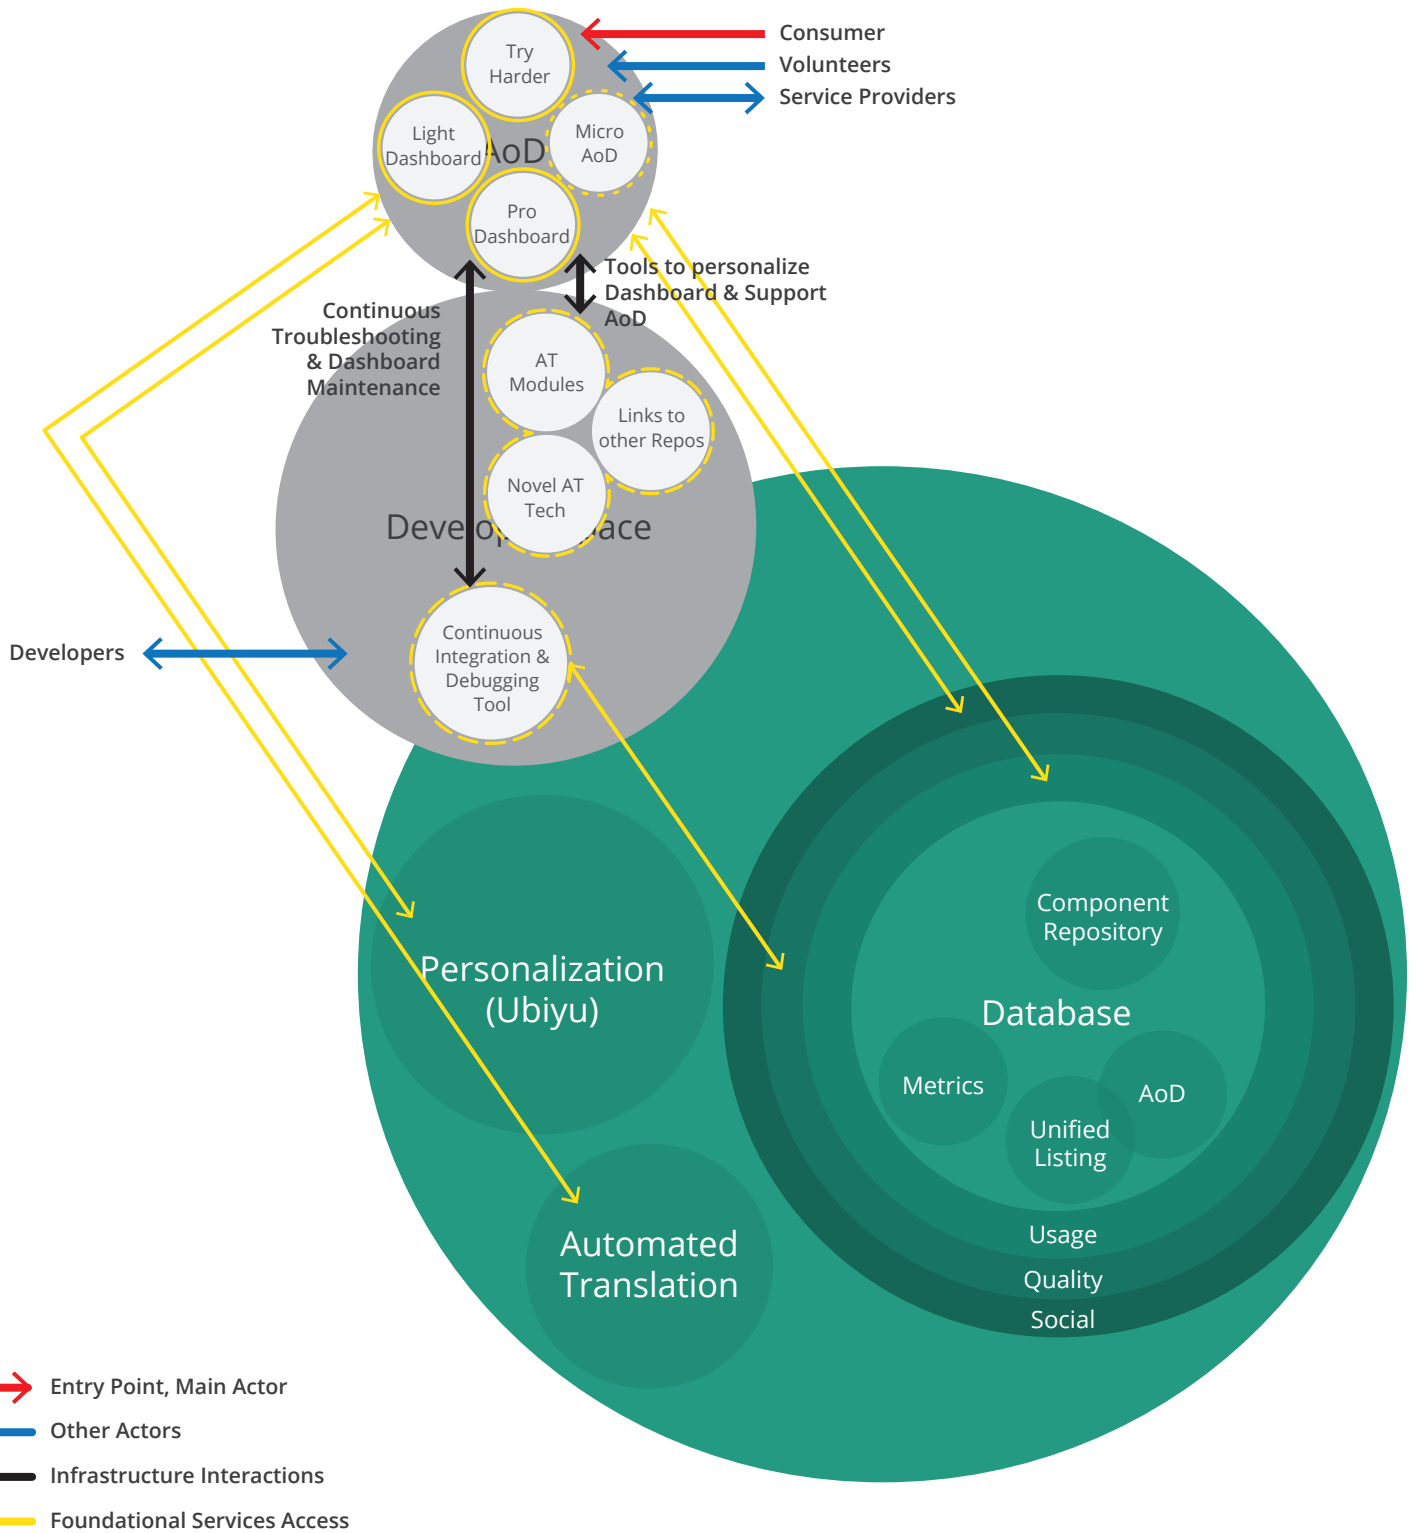 Consumer
Volunteers
Service Providers
Try
Harder
Light
Dashboard
AoD
Micro
AoD
Pro
Dashboard
Tools to personalize
Dashboard & Support
AoD
Continuous
Troubleshooting
& Dashboard
Maintenance
AT
Modules
Links to
other Repos
Novel AT
Tech
Continuous
Integration &
Debugging
Tool
Developers
Component
Repository
Personalization
(Ubiyu)
Database
Metrics
AoD
Unified
Listing
Usage
Quality
Social
Automated
Translation
Entry Point, Main Actor
Other Actors
Infrastructure Interactions
Foundational Services Access